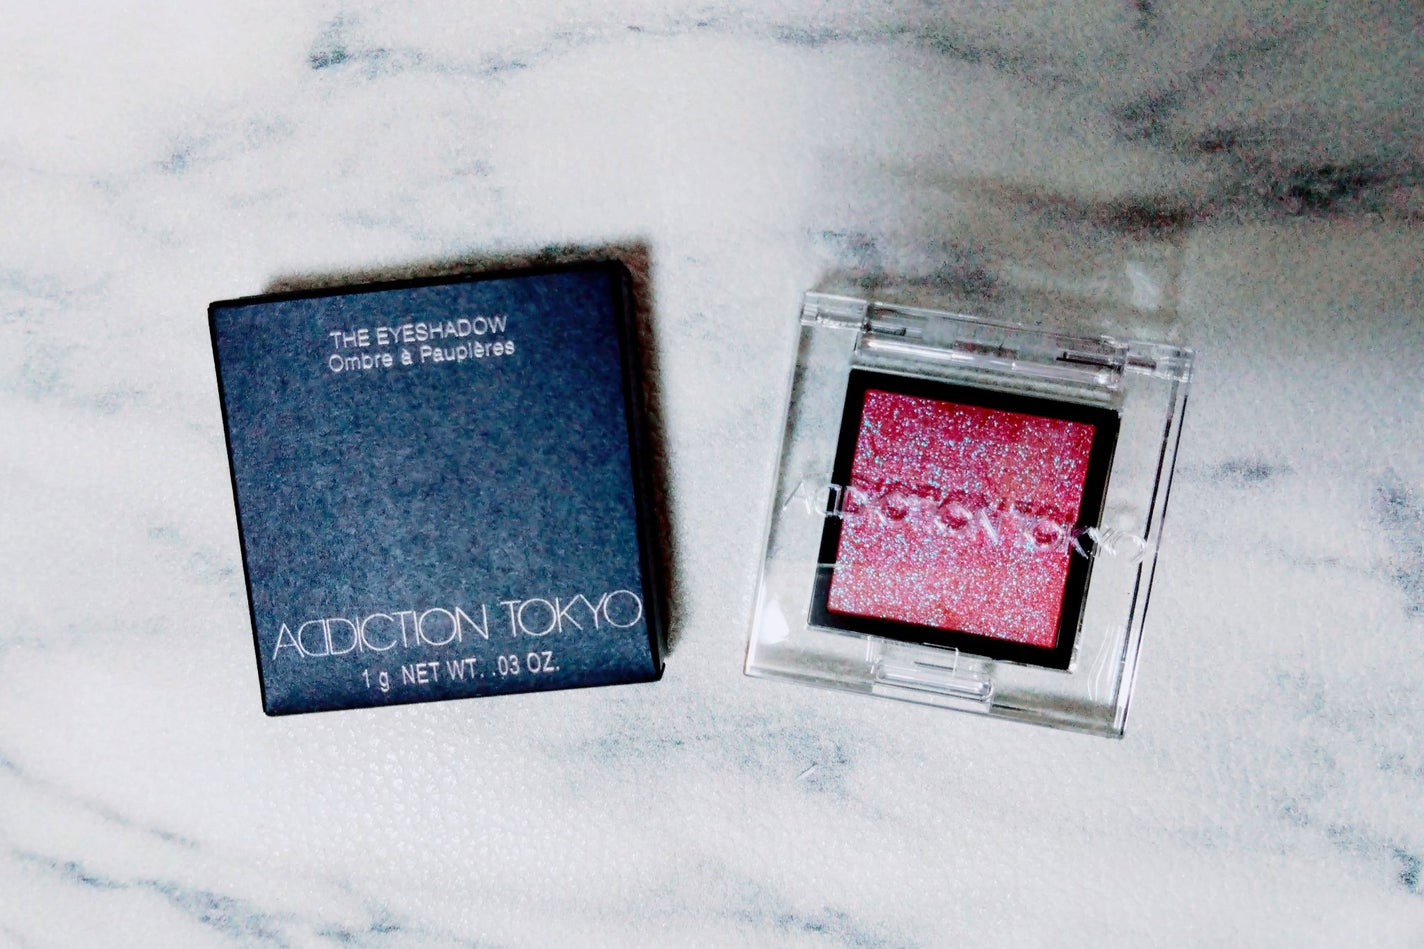 THE EYESHADOW
Ombre à Paupières
ADDICTION TOKYO
1 g NET WT. .03 OZ.
ADDICTION TOKYO